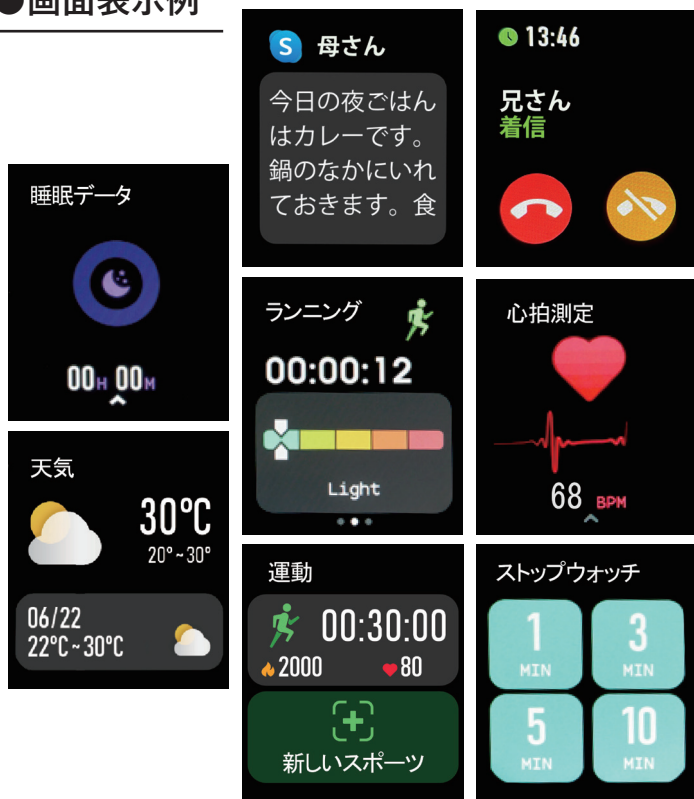 ●画面表示例
S 母さん
今日の夜ごはん
はカレーです。
鍋のなかにいれ
ておきます。食
13:46
兄さん
着信
睡眠データ
00H 00M
ランニング
00:00:12
Light
心拍測定
68 BPM
天気
30℃
20°~30°
06/22
22℃~30℃
運動
00:30:00
2000 80
新しいスポーツ
ストップウォッチ
1 3
MIN MIN
5 10
MIN MIN